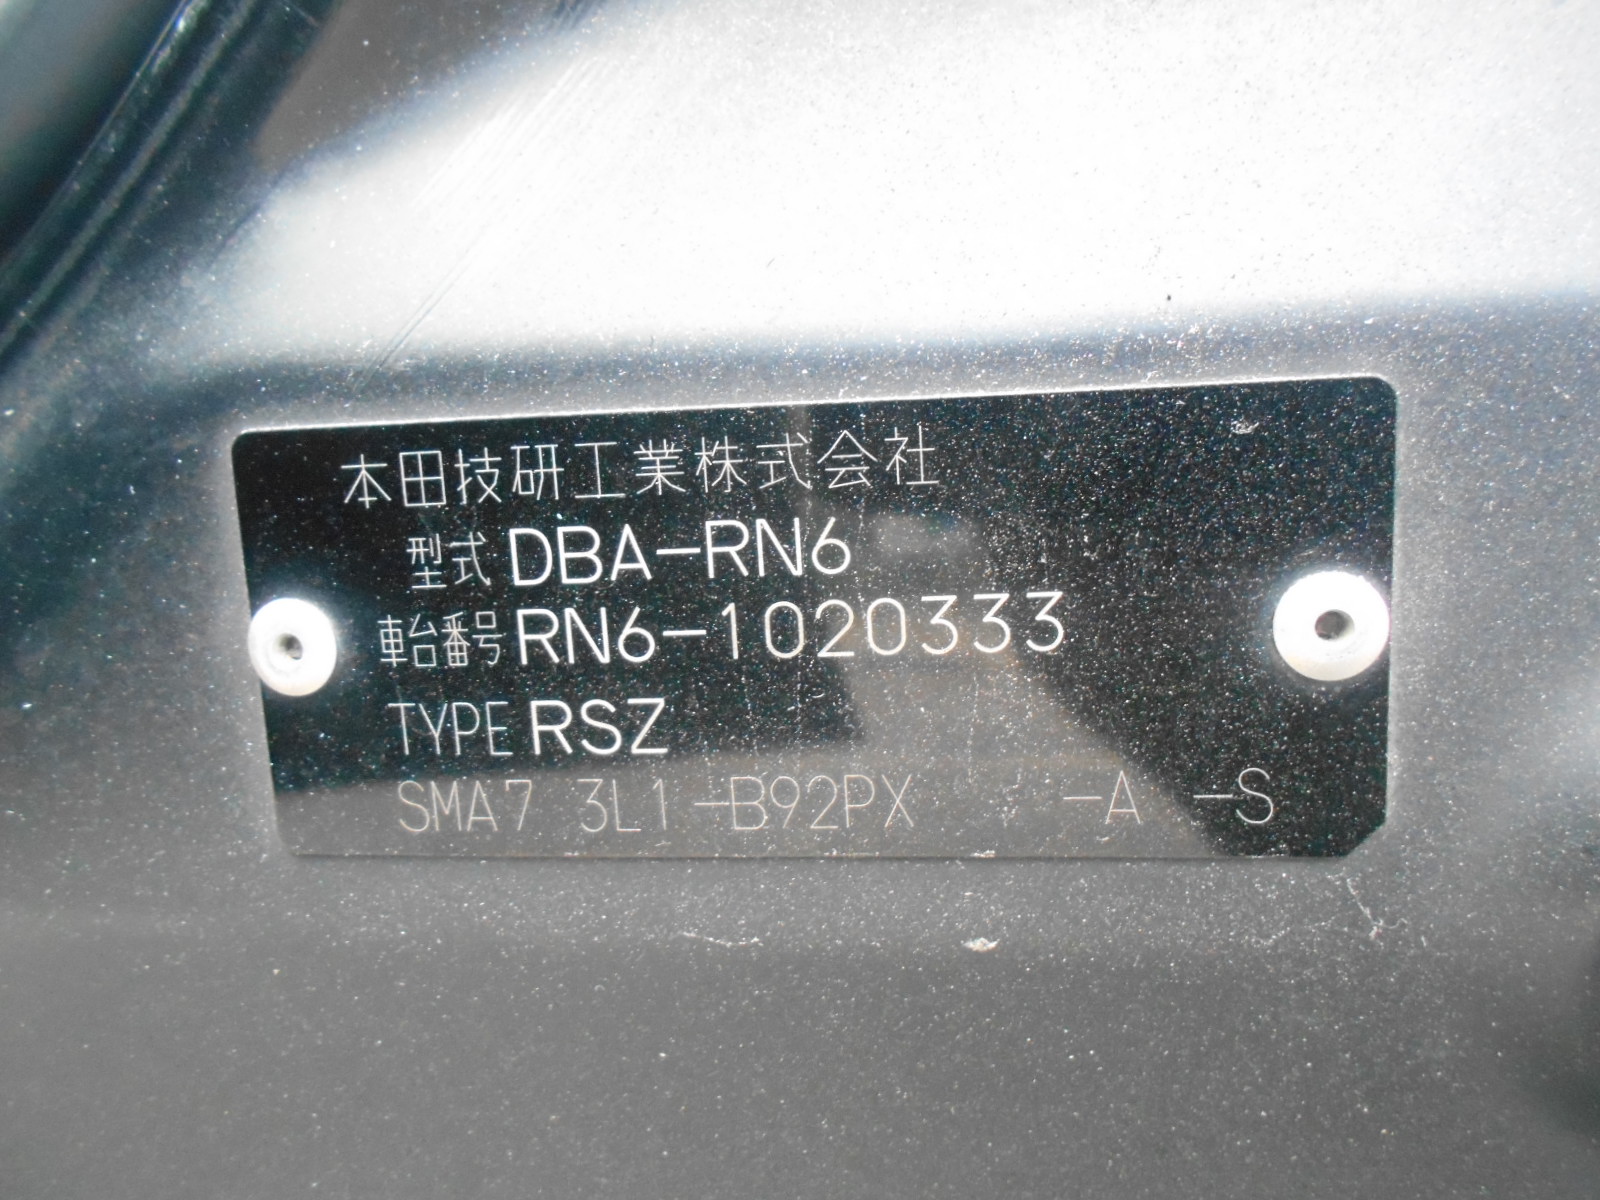 本田技研工業株式会社
型式 DBA-RN6
車台番号 RN6-1020333
TYPE RSZ
SMA7 3L1-B92PX -A -S